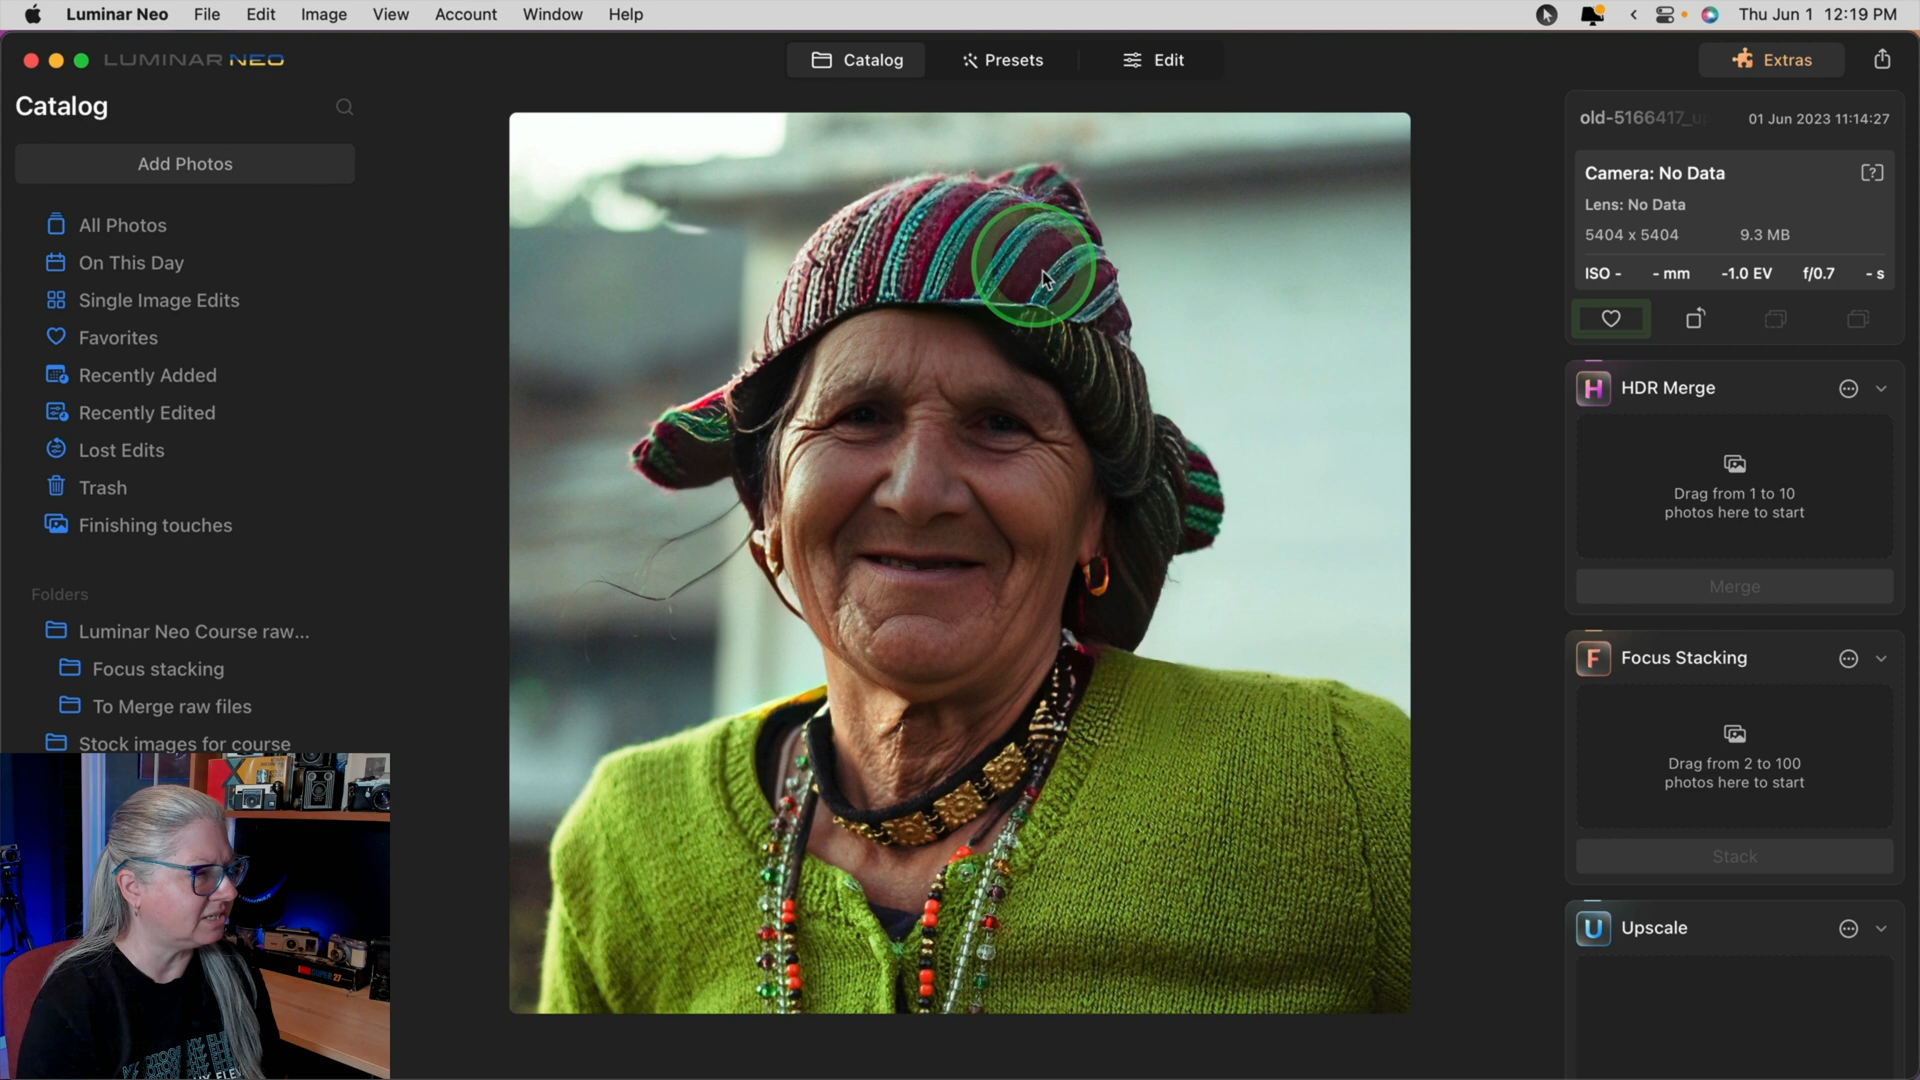 Luminar Neo File Edit Image View Account Window Help
Thu Jun 1 12:19 PM
LUMINAR NEO
Catalog
Presets
Edit
Extras
Catalog
Add Photos
All Photos
On This Day
Single Image Edits
Favorites
Recently Added
Recently Edited
Lost Edits
Trash
Finishing touches
Folders
Luminar Neo Course raw...
Focus stacking
To Merge raw files
Stock images for course
old-5166417_u
01 Jun 2023 11:14:27
Camera: No Data
[?]
Lens: No Data
5404 x 5404 9.3 MB
ISO - - mm -1.0 EV f/0.7 - s
H HDR Merge
Drag from 1 to 10
photos here to start
Merge
F Focus Stacking
Drag from 2 to 100
photos here to start
Stack
U Upscale